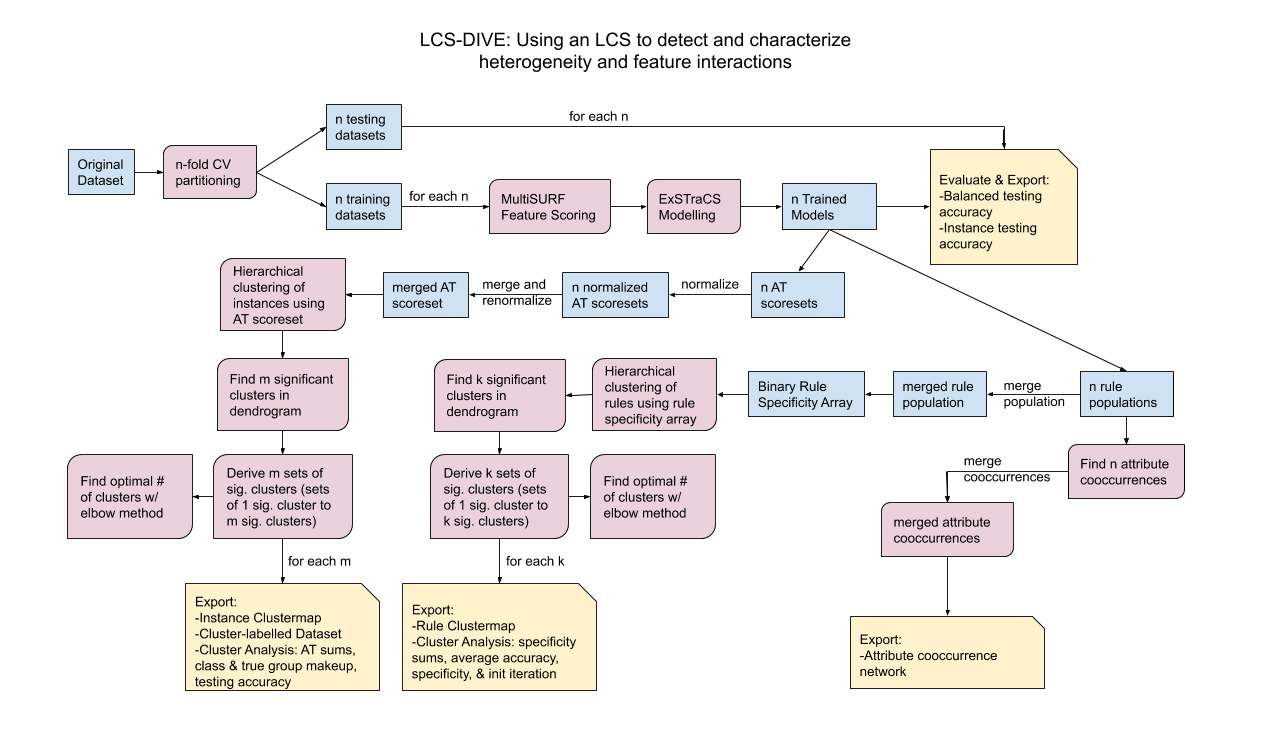 LCS-DIVE: Using an LCS to detect and characterize
heterogeneity and feature interactions
Original
Dataset
n-fold CV
partitioning
n testing
datasets
for each n
n training
datasets
for each n
MultiSURF
Feature Scoring
ExSTraCS
Modelling
n Trained
Models
Evaluate & Export:
-Balanced testing
accuracy
-Instance testing
accuracy
n AT
scoresets
normalize
n normalized
AT scoresets
merge and
renormalize
merged AT
scoreset
Hierarchical
clustering of
instances using
AT scoreset
Find m significant
clusters in
dendrogram
Derive m sets of
sig. clusters (sets
of 1 sig. cluster to
m sig. clusters)
Find optimal #
of clusters w/
elbow method
for each m
Export:
-Instance Clustermap
-Cluster-labelled Dataset
-Cluster Analysis: AT sums,
class & true group makeup,
testing accuracy
n rule
populations
merge
population
merged rule
population
Binary Rule
Specificity Array
Hierarchical
clustering of
rules using rule
specificity array
Find k significant
clusters in
dendrogram
Derive k sets of
sig. clusters (sets
of 1 sig. cluster to
k sig. clusters)
Find optimal #
of clusters w/
elbow method
for each k
Export:
-Rule Clustermap
-Cluster Analysis: specificity
sums, average accuracy,
specificity, & init iteration
Find n attribute
cooccurrences
merge
cooccurrences
merged attribute
cooccurrences
Export:
-Attribute cooccurrence
network